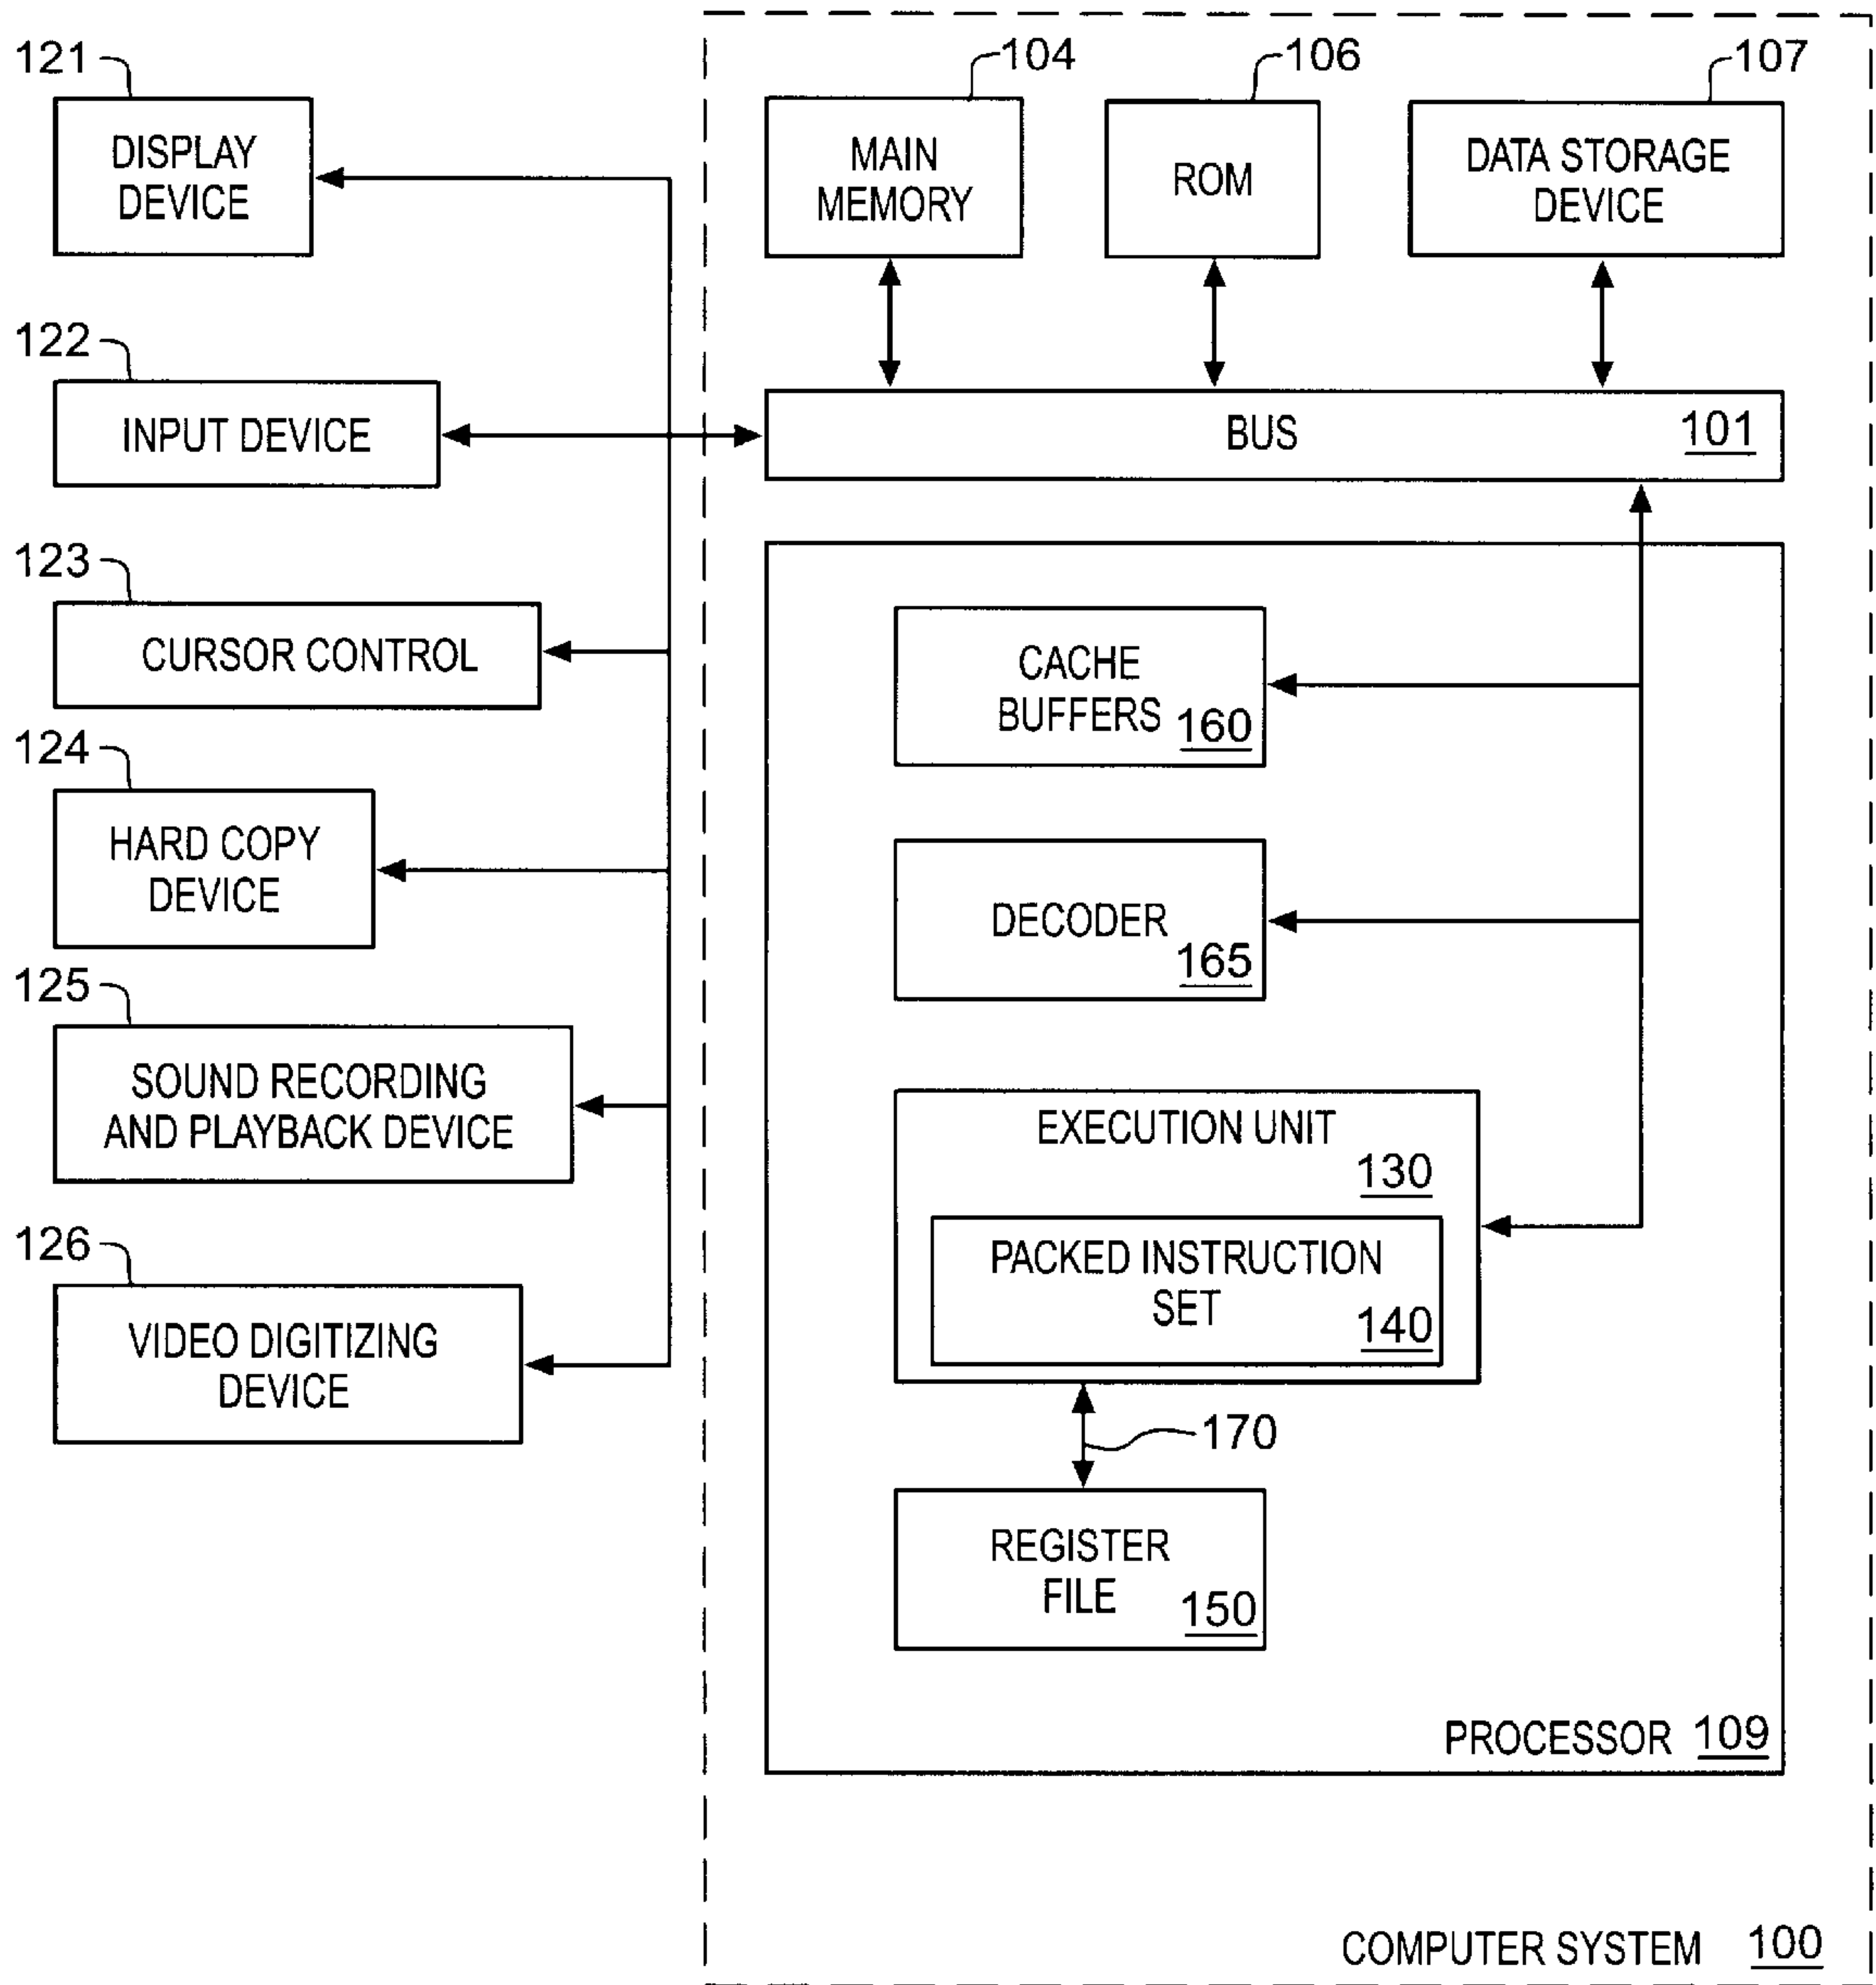 121
DISPLAY
DEVICE
122
INPUT DEVICE
123
CURSOR CONTROL
124
HARD COPY
DEVICE
125
SOUND RECORDING
AND PLAYBACK DEVICE
126
VIDEO DIGITIZING
DEVICE
104
MAIN
MEMORY
106
ROM
107
DATA STORAGE
DEVICE
BUS 101
CACHE
BUFFERS 160
DECODER
165
EXECUTION UNIT
130
PACKED INSTRUCTION
SET 140
170
REGISTER
FILE 150
PROCESSOR 109
COMPUTER SYSTEM 100